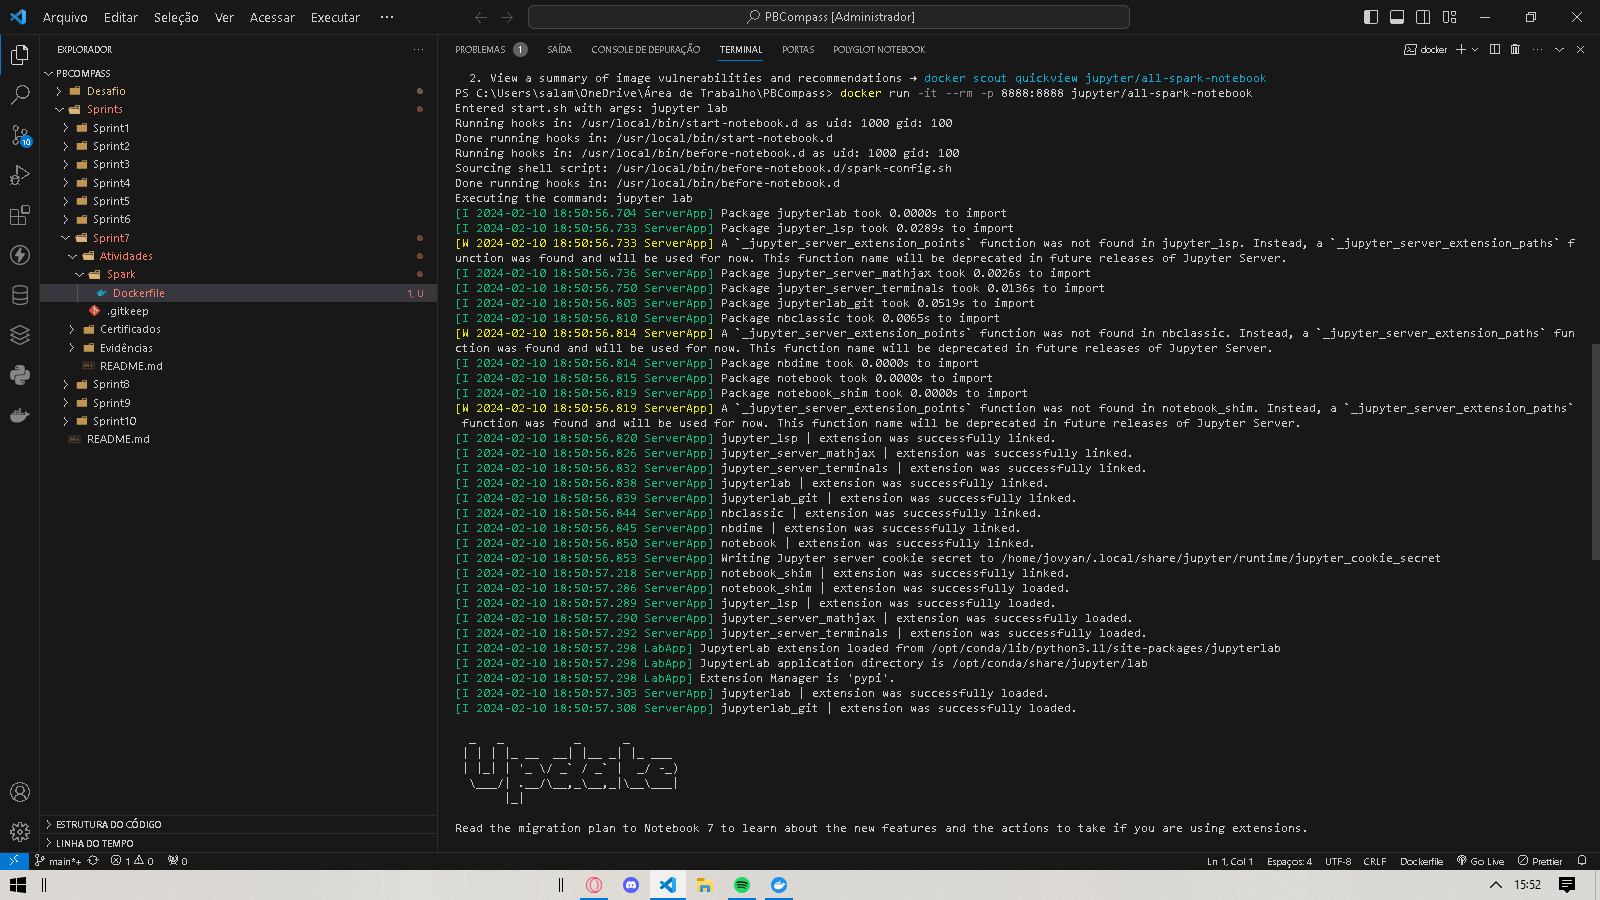 Arquivo Editar Seleção Ver Acessar Executar ···
PBCompass [Administrador]
EXPLORADOR ···
PBCOMPASS
Desafio
Sprints
Sprint1
Sprint2
Sprint3
Sprint4
Sprint5
Sprint6
Sprint7
Atividades
Spark
Dockerfile 1, U
.gitkeep
Certificados
Evidências
README.md
Sprint8
Sprint9
Sprint10
README.md
ESTRUTURA DO CÓDIGO
LINHA DO TEMPO
10
PROBLEMAS 1 SAÍDA CONSOLE DE DEPURAÇÃO TERMINAL PORTAS POLYGLOT NOTEBOOK docker
2. View a summary of image vulnerabilities and recommendations → docker scout quickview jupyter/all-spark-notebook
PS C:\Users\salam\OneDrive\Área de Trabalho\PBCompass> docker run -it --rm -p 8888:8888 jupyter/all-spark-notebook
Entered start.sh with args: jupyter lab
Running hooks in: /usr/local/bin/start-notebook.d as uid: 1000 gid: 100
Done running hooks in: /usr/local/bin/start-notebook.d
Running hooks in: /usr/local/bin/before-notebook.d as uid: 1000 gid: 100
Sourcing shell script: /usr/local/bin/before-notebook.d/spark-config.sh
Done running hooks in: /usr/local/bin/before-notebook.d
Executing the command: jupyter lab
[I 2024-02-10 18:50:56.704 ServerApp] Package jupyterlab took 0.0000s to import
[I 2024-02-10 18:50:56.733 ServerApp] Package jupyter_lsp took 0.0289s to import
[W 2024-02-10 18:50:56.733 ServerApp] A `_jupyter_server_extension_points` function was not found in jupyter_lsp. Instead, a `_jupyter_server_extension_paths` f
unction was found and will be used for now. This function name will be deprecated in future releases of Jupyter Server.
[I 2024-02-10 18:50:56.736 ServerApp] Package jupyter_server_mathjax took 0.0026s to import
[I 2024-02-10 18:50:56.750 ServerApp] Package jupyter_server_terminals took 0.0136s to import
[I 2024-02-10 18:50:56.803 ServerApp] Package jupyterlab_git took 0.0519s to import
[I 2024-02-10 18:50:56.810 ServerApp] Package nbclassic took 0.0065s to import
[W 2024-02-10 18:50:56.814 ServerApp] A `_jupyter_server_extension_points` function was not found in nbclassic. Instead, a `_jupyter_server_extension_paths` fun
ction was found and will be used for now. This function name will be deprecated in future releases of Jupyter Server.
[I 2024-02-10 18:50:56.814 ServerApp] Package nbdime took 0.0000s to import
[I 2024-02-10 18:50:56.815 ServerApp] Package notebook took 0.0000s to import
[I 2024-02-10 18:50:56.819 ServerApp] Package notebook_shim took 0.0000s to import
[W 2024-02-10 18:50:56.819 ServerApp] A `_jupyter_server_extension_points` function was not found in notebook_shim. Instead, a `_jupyter_server_extension_paths`
function was found and will be used for now. This function name will be deprecated in future releases of Jupyter Server.
[I 2024-02-10 18:50:56.820 ServerApp] jupyter_lsp | extension was successfully linked.
[I 2024-02-10 18:50:56.826 ServerApp] jupyter_server_mathjax | extension was successfully linked.
[I 2024-02-10 18:50:56.832 ServerApp] jupyter_server_terminals | extension was successfully linked.
[I 2024-02-10 18:50:56.838 ServerApp] jupyterlab | extension was successfully linked.
[I 2024-02-10 18:50:56.839 ServerApp] jupyterlab_git | extension was successfully linked.
[I 2024-02-10 18:50:56.844 ServerApp] nbclassic | extension was successfully linked.
[I 2024-02-10 18:50:56.845 ServerApp] nbdime | extension was successfully linked.
[I 2024-02-10 18:50:56.850 ServerApp] notebook | extension was successfully linked.
[I 2024-02-10 18:50:56.853 ServerApp] Writing Jupyter server cookie secret to /home/jovyan/.local/share/jupyter/runtime/jupyter_cookie_secret
[I 2024-02-10 18:50:57.218 ServerApp] notebook_shim | extension was successfully linked.
[I 2024-02-10 18:50:57.286 ServerApp] notebook_shim | extension was successfully loaded.
[I 2024-02-10 18:50:57.289 ServerApp] jupyter_lsp | extension was successfully loaded.
[I 2024-02-10 18:50:57.290 ServerApp] jupyter_server_mathjax | extension was successfully loaded.
[I 2024-02-10 18:50:57.292 ServerApp] jupyter_server_terminals | extension was successfully loaded.
[I 2024-02-10 18:50:57.298 LabApp] JupyterLab extension loaded from /opt/conda/lib/python3.11/site-packages/jupyterlab
[I 2024-02-10 18:50:57.298 LabApp] JupyterLab application directory is /opt/conda/share/jupyter/lab
[I 2024-02-10 18:50:57.298 LabApp] Extension Manager is 'pypi'.
[I 2024-02-10 18:50:57.303 ServerApp] jupyterlab | extension was successfully loaded.
[I 2024-02-10 18:50:57.308 ServerApp] jupyterlab_git | extension was successfully loaded.
Update
Read the migration plan to Notebook 7 to learn about the new features and the actions to take if you are using extensions.
main*+ 1 0 0 Ln 1, Col 1 Espaços: 4 UTF-8 CRLF Dockerfile Go Live Prettier
15:52